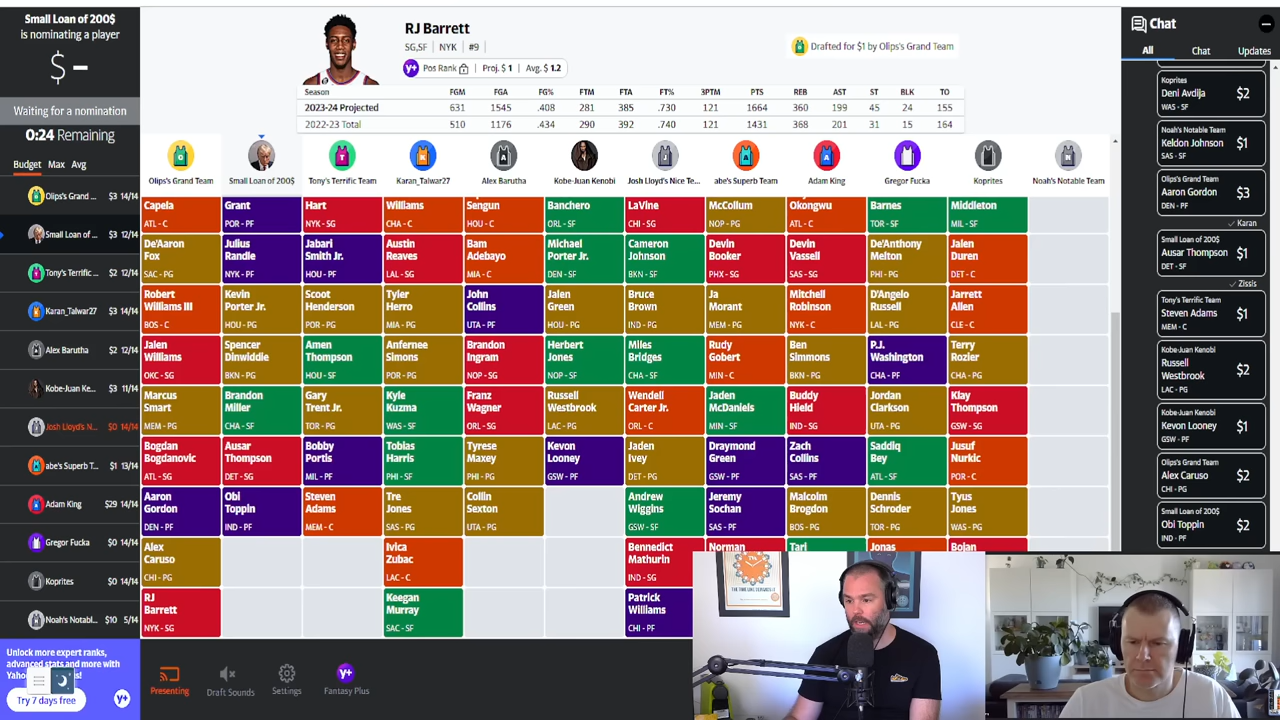 Small Loan of 200$
is nominating a player
$ –
Waiting for a nomination
0:24 Remaining
Budget Max Avg
Olips's Grand ... $3 14/14
Small Loan of ... 12/14
Tony's Terrific ... $2 12/14
Karan_Talwar27 14/14
Alex Barutha 12/14
Kobe-Juan Ke... $3 11/14
Josh Lloyd's N... $0 14/14
abe's Superb T... $1 13/14
Adam King $29 14/14
Gregor Fucka 14/14
Koprites $0 14/14
Noah's Notabl... $10 5/14
Unlock more expert ranks,
advanced stats and more with
Try 7 days free
y+
RJ Barrett
SG,SF NYK #9
y+ Pos Rank Proj. $ 1 Avg. $ 1.2
Drafted for $1 by Olips's Grand Team
Season FGM FGA FG% FTM FTA FT% 3PTM PTS REB AST ST BLK TO
2023-24 Projected 631 1545 .408 281 385 .730 121 1664 360 199 45 24 155
2022-23 Total 510 1176 .434 290 392 .740 121 1431 368 201 31 15 164
Olips's Grand Team Small Loan of 200$ Tony's Terrific Team Karan_Talwar27 Alex Barutha Kobe-Juan Kenobi Josh Lloyd's Nice Te... abe's Superb Team Adam King Gregor Fucka Koprites Noah's Notable Team
Capela Grant Hart Williams Sengun Banchero LaVine McCollum Okongwu Barnes Middleton
ATL - C POR - PF NYK - SG CHA - C HOU - C ORL - SF CHI - SG NOP - PG ATL - C TOR - SF MIL - SF
De'Aaron Julius Jabari Austin Bam Michael Cameron Devin Devin De'Anthony Jalen
Fox Randle Smith Jr. Reaves Adebayo Porter Jr. Johnson Booker Vassell Melton Duren
SAC - PG NYK - PF HOU - PF LAL - SG MIA - C DEN - SF BKN - SF PHX - SG SAS - SG PHI - PG DET - C
Robert Kevin Scoot Tyler John Jalen Bruce Ja Mitchell D'Angelo Jarrett
Williams III Porter Jr. Henderson Herro Collins Green Brown Morant Robinson Russell Allen
BOS - C HOU - PG POR - PG MIA - PG UTA - PF HOU - PG IND - PG MEM - PG NYK - C LAL - PG CLE - C
Jalen Spencer Amen Anfernee Brandon Herbert Miles Rudy Ben P.J. Terry
Williams Dinwiddie Thompson Simons Ingram Jones Bridges Gobert Simmons Washington Rozier
OKC - SG BKN - PG HOU - SF POR - PG NOP - SG NOP - SF CHA - SF MIN - C BKN - PG CHA - PF CHA - PG
Marcus Brandon Gary Kyle Franz Russell Wendell Jaden Buddy Jordan Klay
Smart Miller Trent Jr. Kuzma Wagner Westbrook Carter Jr. McDaniels Hield Clarkson Thompson
MEM - PG CHA - SF TOR - PG WAS - SF ORL - SG LAC - PG ORL - C MIN - SF IND - SG UTA - PG GSW - SG
Bogdan Ausar Bobby Tobias Tyrese Kevon Jaden Draymond Zach Saddiq Jusuf
Bogdanovic Thompson Portis Harris Maxey Looney Ivey Green Collins Bey Nurkic
ATL - SG DET - SG MIL - PF PHI - SF PHI - PG GSW - PF DET - PG GSW - PF SAS - PF ATL - SF POR - C
Aaron Obi Steven Tre Collin Andrew Jeremy Malcolm Dennis Tyus
Gordon Toppin Adams Jones Sexton Wiggins Sochan Brogdon Schroder Jones
DEN - PF IND - PF MEM - C SAS - PG UTA - PG GSW - SF SAS - PF BOS - PG TOR - PG WAS - PG
Alex Ivica Benedict Norman Tari Jonas Bojan
Caruso Zubac Mathurin
CHI - PG LAC - C IND - SG
RJ Keegan Patrick
Barrett Murray Williams
NYK - SG SAC - SF CHI - PF
Presenting Draft Sounds Settings Fantasy Plus
Chat
All Chat Updates
Koprites
Deni Avdija $2
WAS - SF
Noah's Notable Team
Keldon Johnson $1
SAS - SF
Olips's Grand Team
Aaron Gordon $3
DEN - PF
Karan
Small Loan of 200$
Ausar Thompson $1
DET - SF
Zissis
Tony's Terrific Team
Steven Adams $1
MEM - C
Kobe-Juan Kenobi
Russell
Westbrook $2
LAC - PG
Kobe-Juan Kenobi
Kevon Looney $1
GSW - PF
Olips's Grand Team
Alex Caruso $2
CHI - PG
Small Loan of 200$
Obi Toppin $2
IND - PF